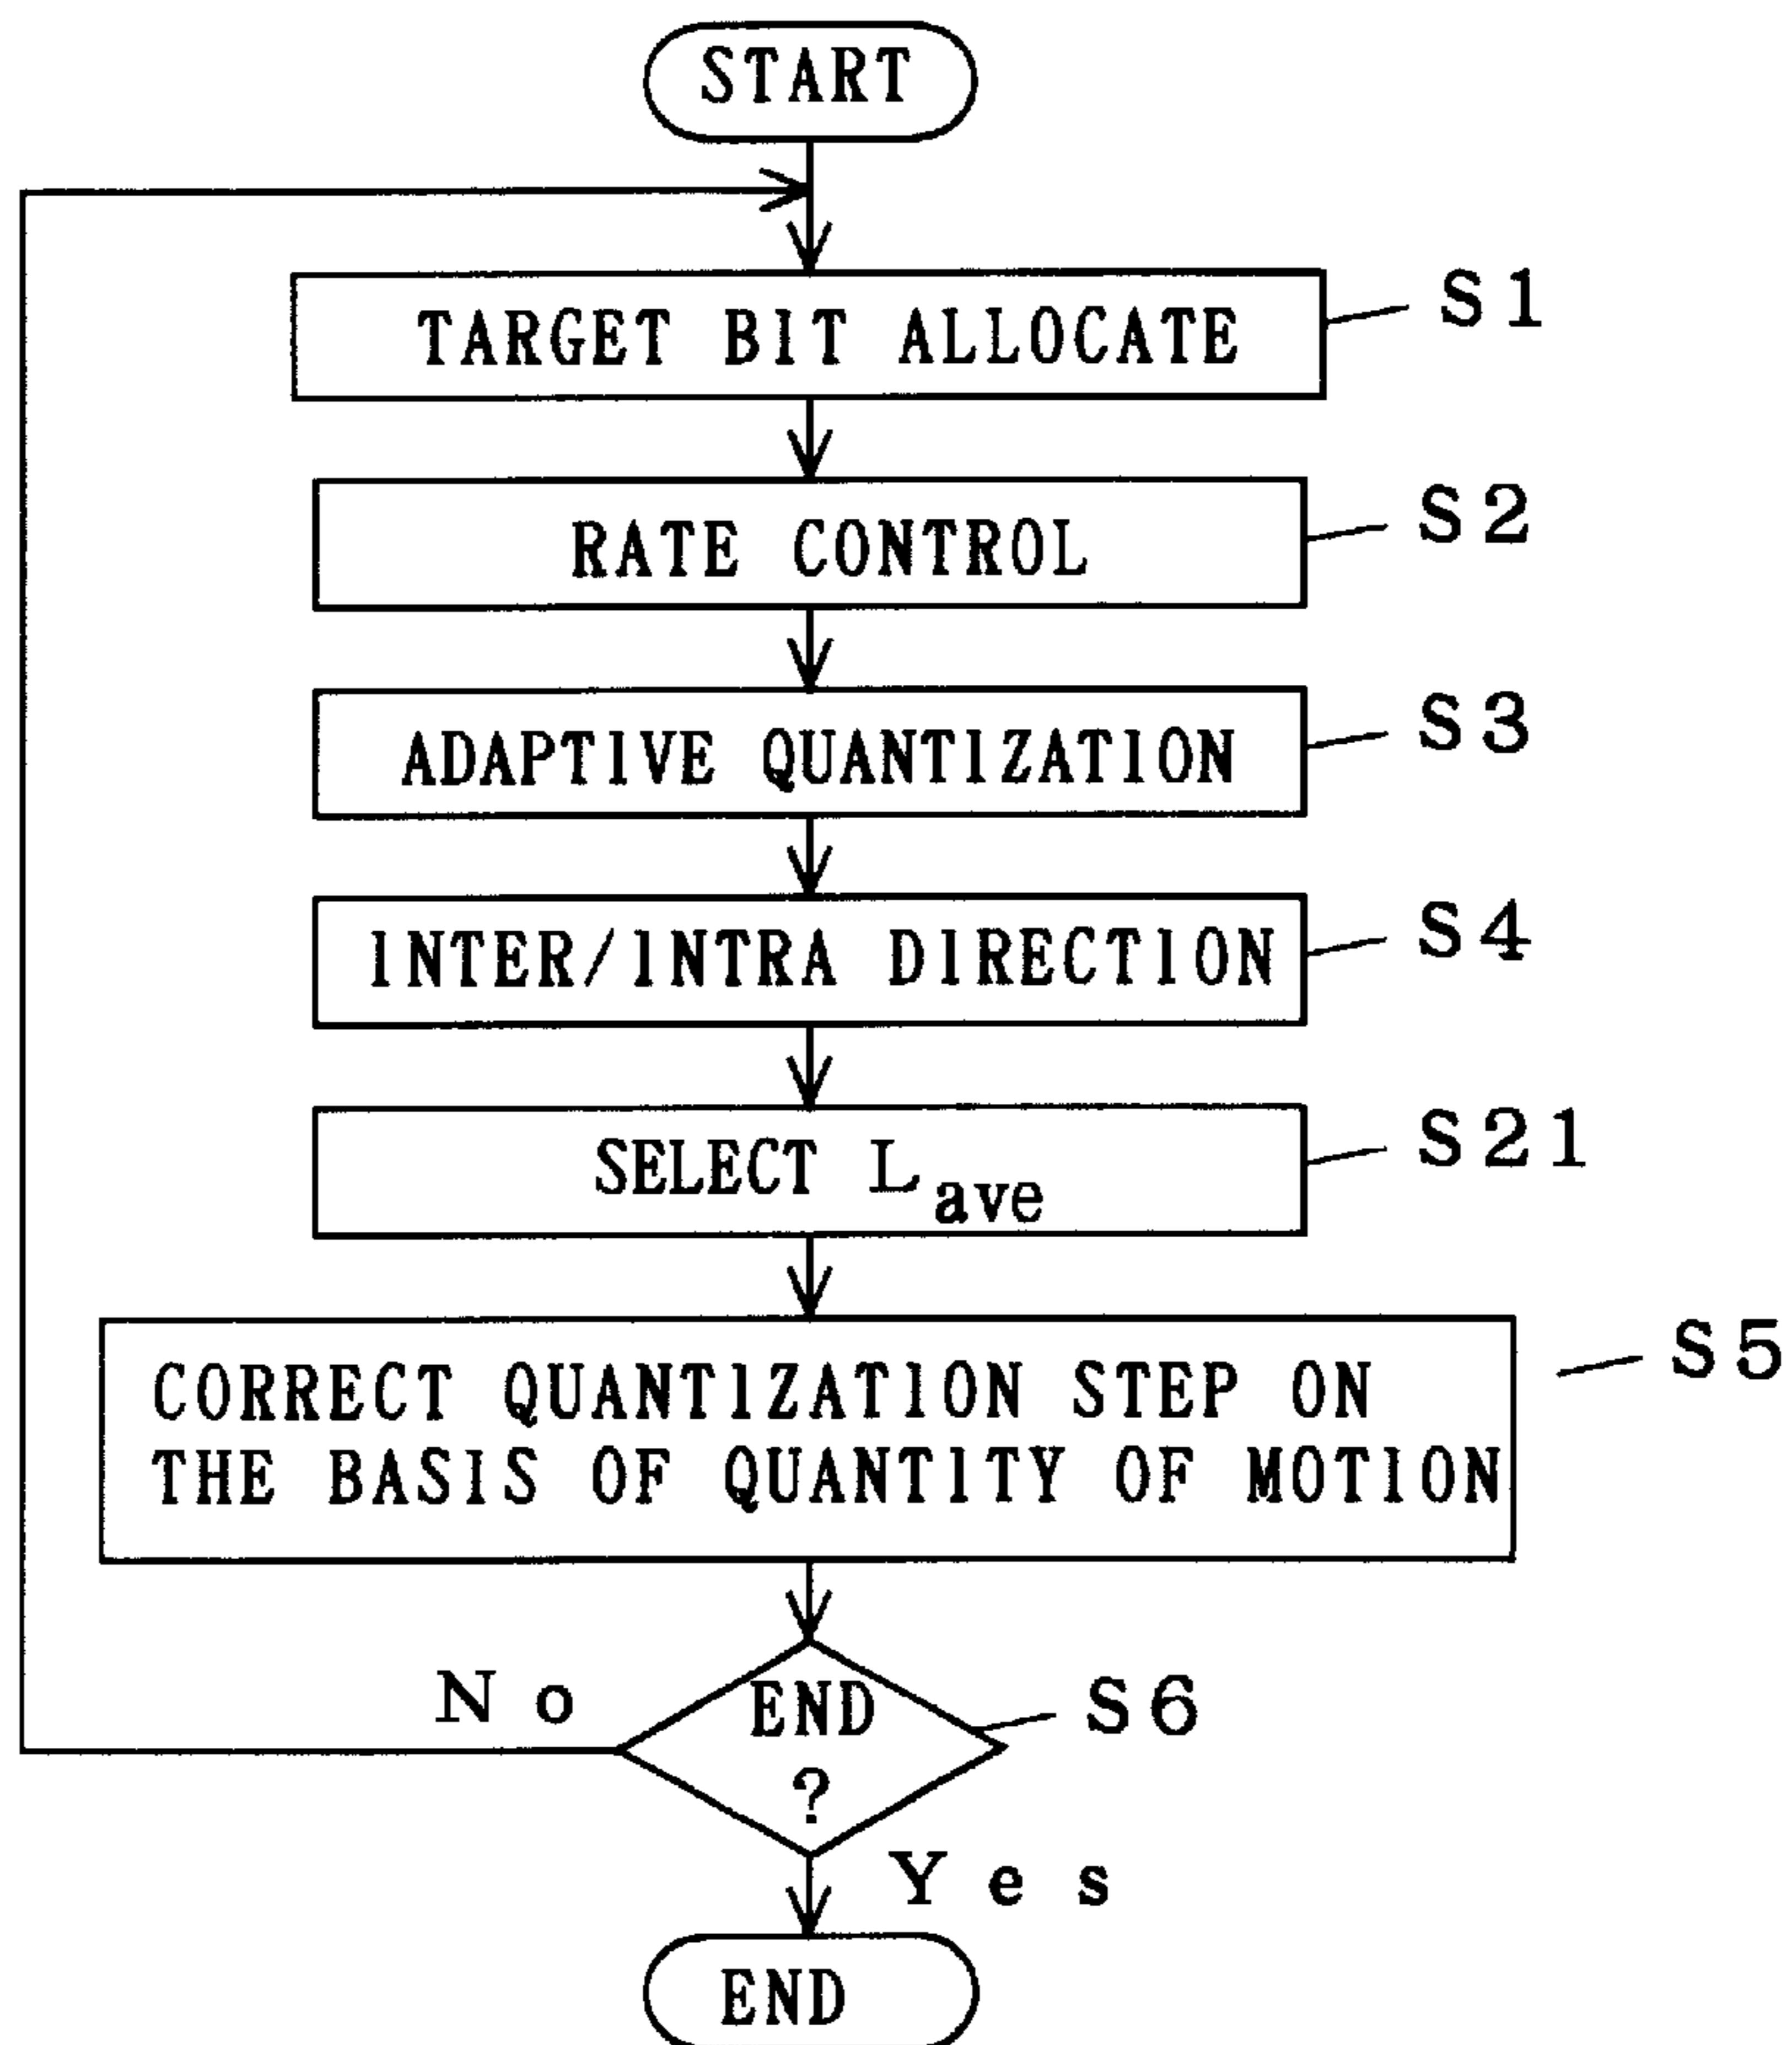 START
TARGET BIT ALLOCATE
S1
RATE CONTROL
S2
ADAPTIVE QUANTIZATION
S3
INTER/INTRA DIRECTION
S4
SELECT Lave
S21
CORRECT QUANTIZATION STEP ON
THE BASIS OF QUANTITY OF MOTION
S5
END
?
S6
No
Yes
END